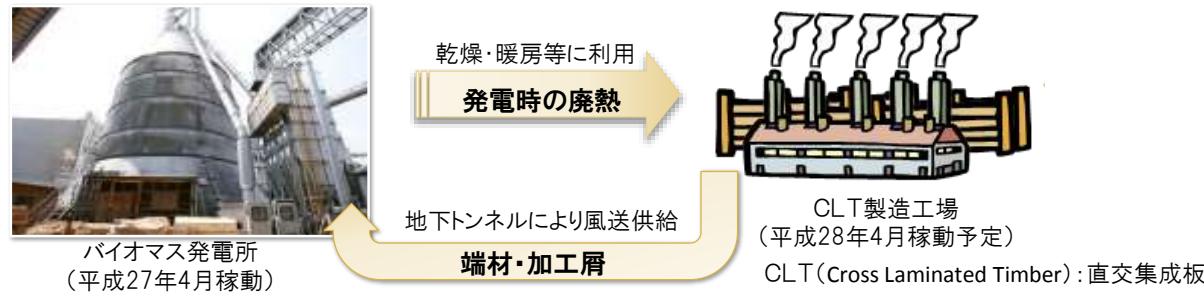 乾燥・暖房等に利用
発電時の廃熱
地下トンネルにより風送供給
端材・加工屑
バイオマス発電所
（平成27年4月稼動）
CLT製造工場
（平成28年4月稼動予定）
CLT（Cross Laminated Timber）：直交集成板